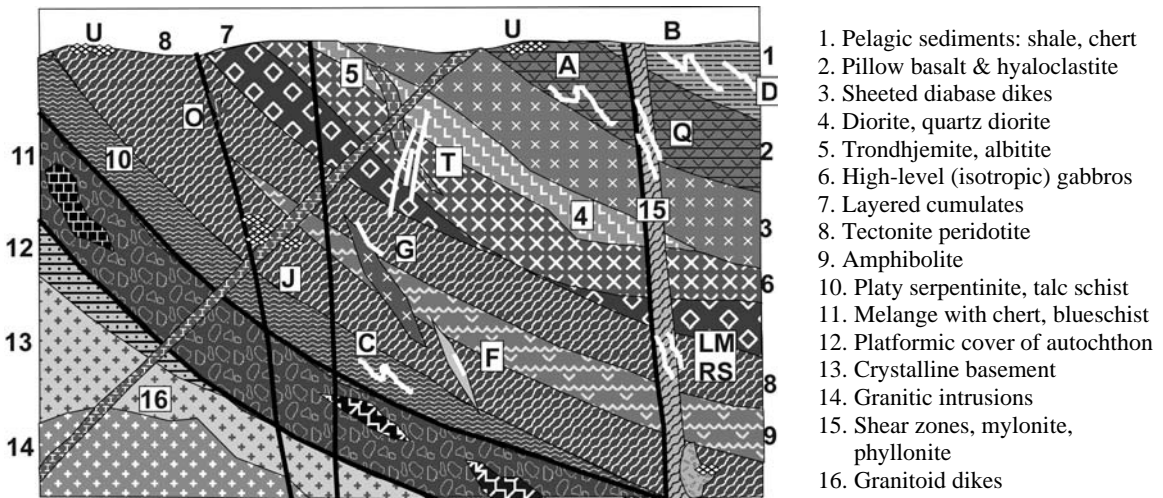 U
8
7
U
B
1
5
A
D
O
Q
11
10
2
T
15
12
4
3
G
6
J
13
LM
C
F
RS
8
16
14
9
1. Pelagic sediments: shale, chert
2. Pillow basalt & hyaloclastite
3. Sheeted diabase dikes
4. Diorite, quartz diorite
5. Trondhjemite, albitite
6. High-level (isotropic) gabbros
7. Layered cumulates
8. Tectonite peridotite
9. Amphibolite
10. Platy serpentinite, talc schist
11. Melange with chert, blueschist
12. Platformic cover of autochthon
13. Crystalline basement
14. Granitic intrusions
15. Shear zones, mylonite,
phyllonite
16. Granitoid dikes